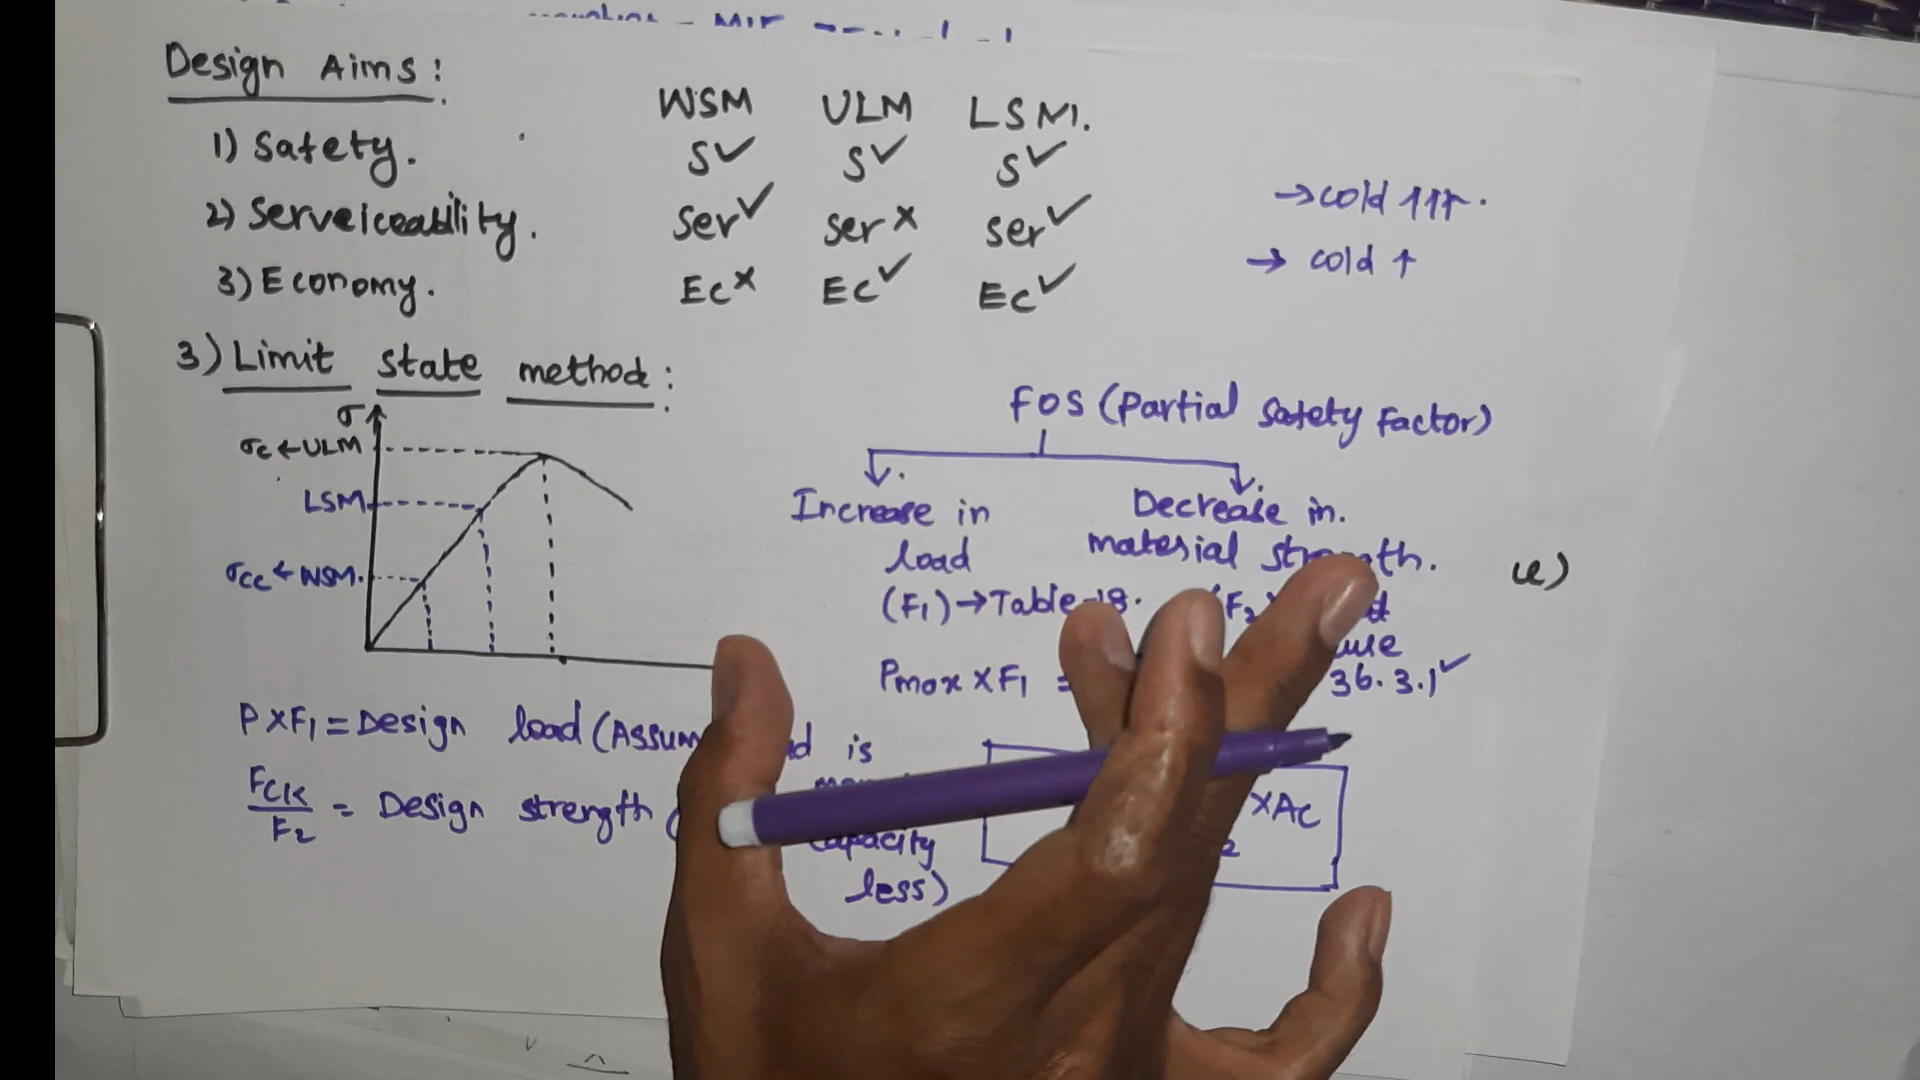 Design Aims:
WSM ULM LSM.
1) Safety.
S✓ S✓ S✓
2) Serveiceability.
Ser✓ Ser× Ser✓
3) Economy.
Ec× Ec✓ Ec✓
→cold ↑↑↑.
→ cold ↑
3) Limit state method:
σ
σc ← ULM
LSM
σcc ← WSM.
FOS (Partial Safety Factor)
Increase in
load
(F1) → Table-18.
Decrease in.
material strength.
36.3.1✓
Pmax × F1 =
P×F1 = Design load (Assum is
Fck/F2 = Design strength (
capacity
less)
×Ac
2